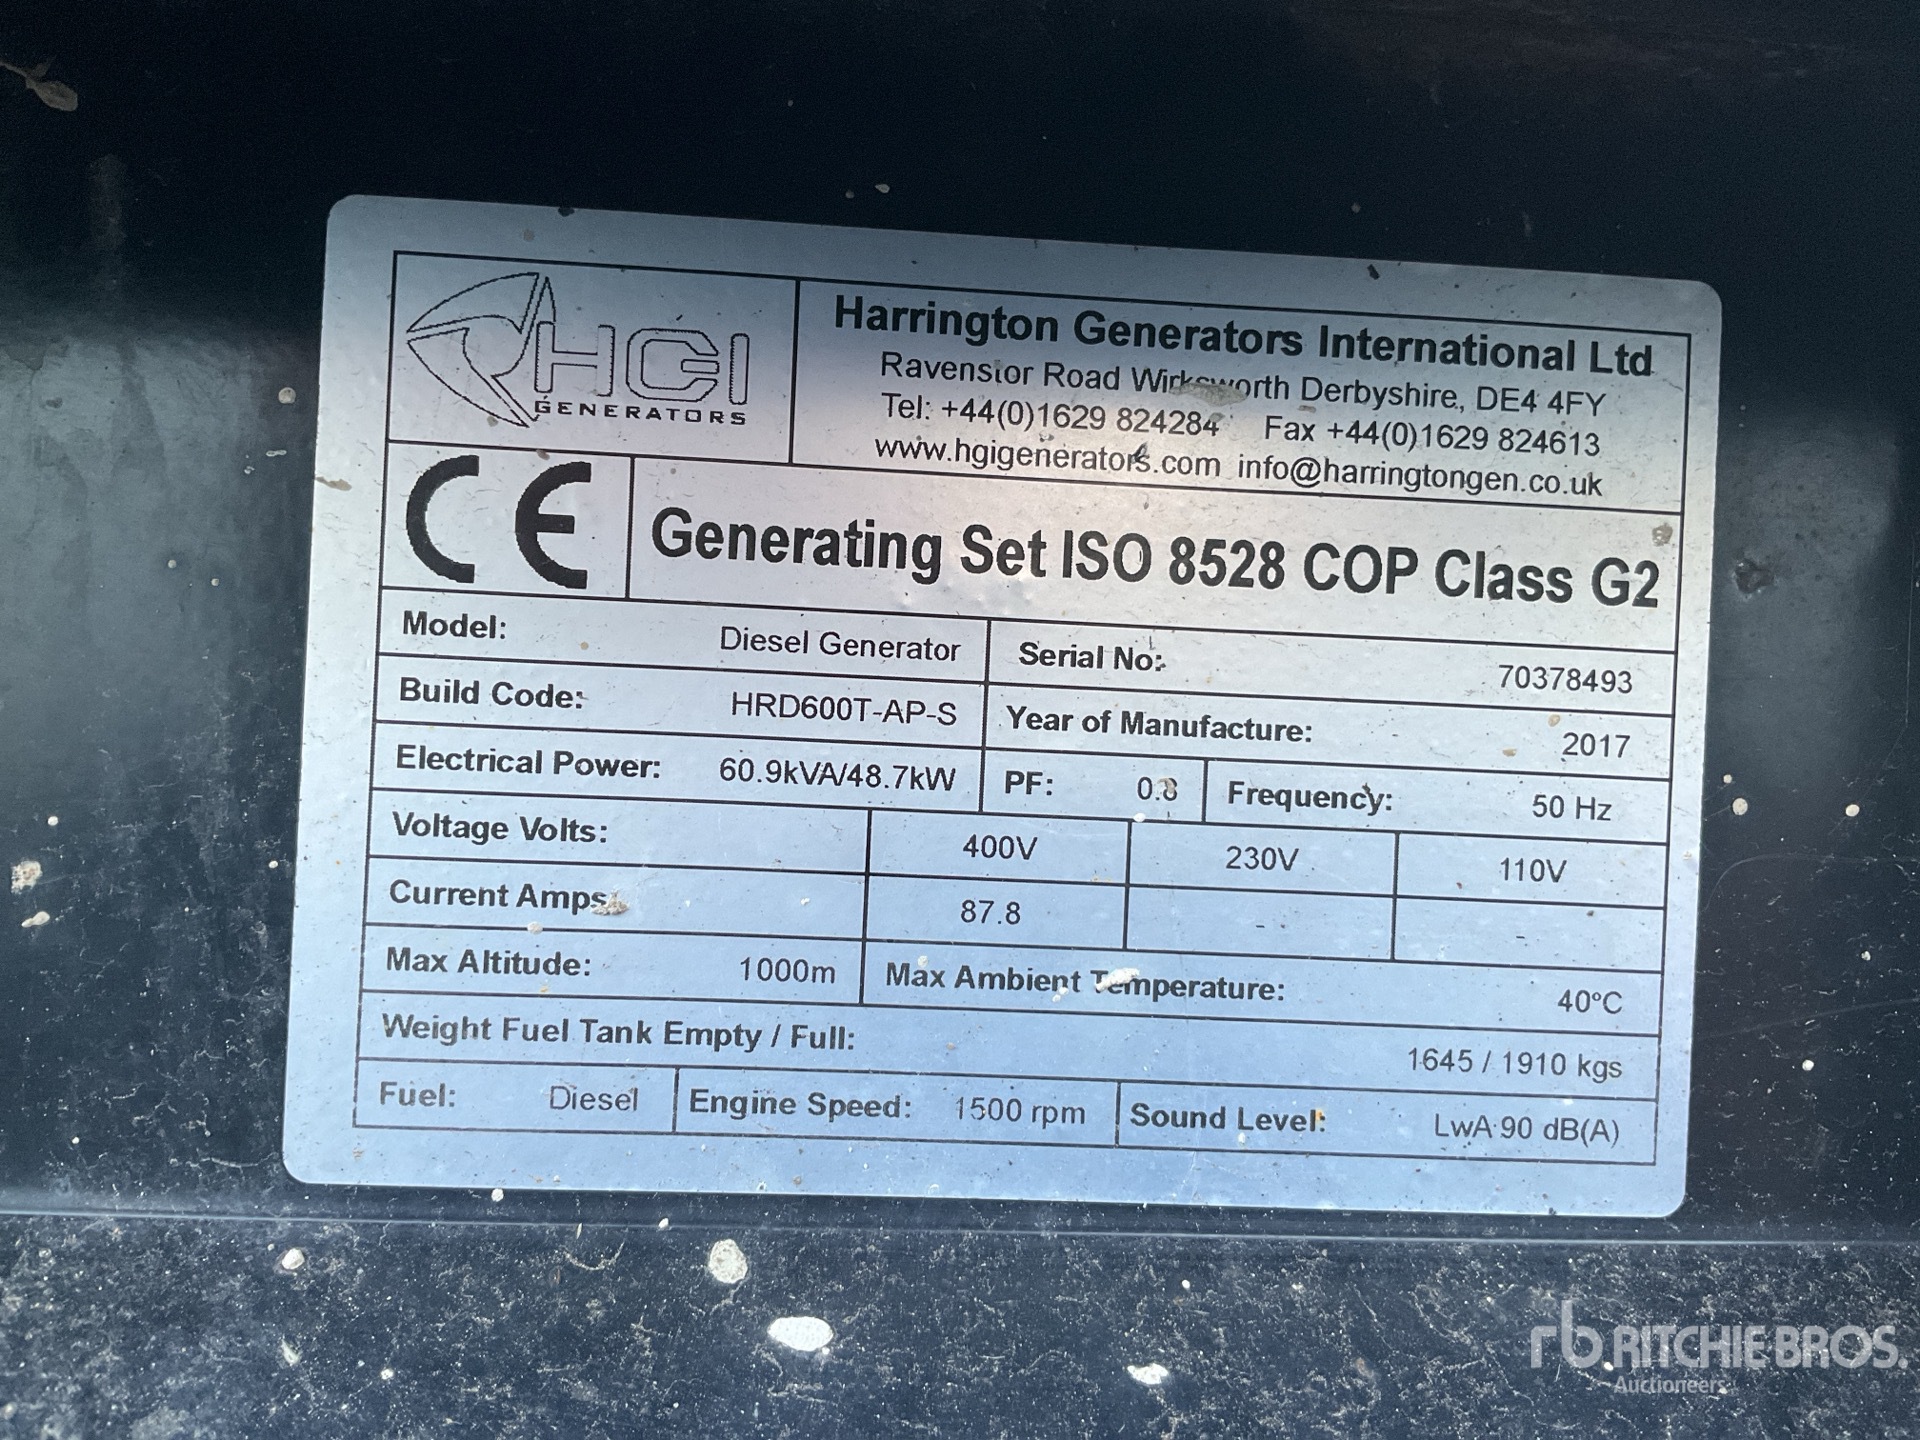 HGI
GENERATORS
Harrington Generators International Ltd
Ravenstor Road Wirksworth Derbyshire, DE4 4FY
Tel: +44(0)1629 824284 Fax +44(0)1629 824613
www.hgigenerators.com info@harringtongen.co.uk
CE Generating Set ISO 8528 COP Class G2
Model: Diesel Generator Serial No: 70378493
Build Code: HRD600T-AP-S Year of Manufacture: 2017
Electrical Power: 60.9kVA/48.7kW PF: 0.8 Frequency: 50 Hz
Voltage Volts: 400V 230V 110V
Current Amps 87.8 - -
Max Altitude: 1000m Max Ambient Temperature: 40°C
Weight Fuel Tank Empty / Full: 1645 / 1910 kgs
Fuel: Diesel Engine Speed: 1500 rpm Sound Level: LwA 90 dB(A)
rb RITCHIE BROS.
Auctioneers